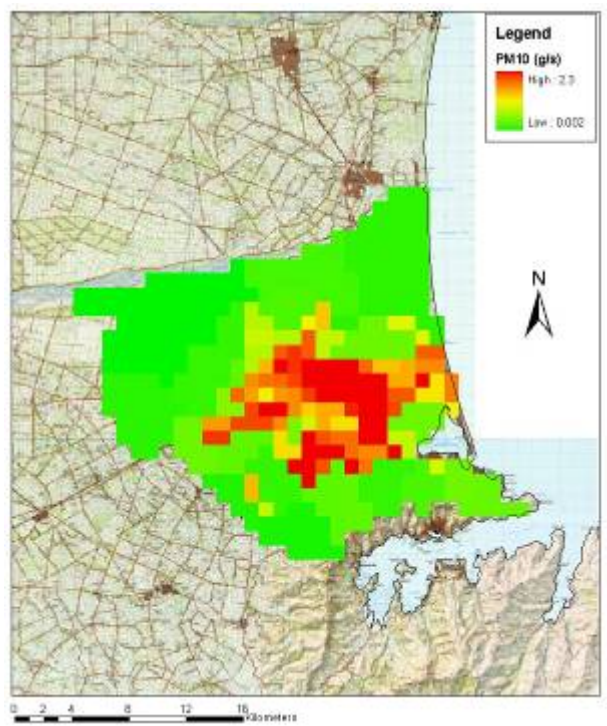 Legend
PM10 (g/s)
High : 2.3
Low : 0.002
N
0 2 4 8 12 16
Kilometers